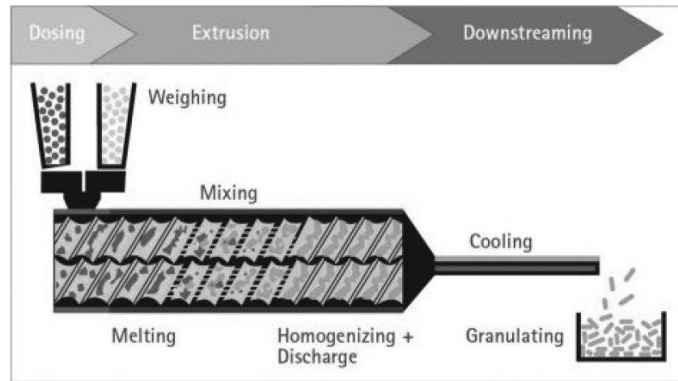 Dosing
Extrusion
Downstreaming
Weighing
Mixing
Cooling
Melting
Homogenizing +
Discharge
Granulating